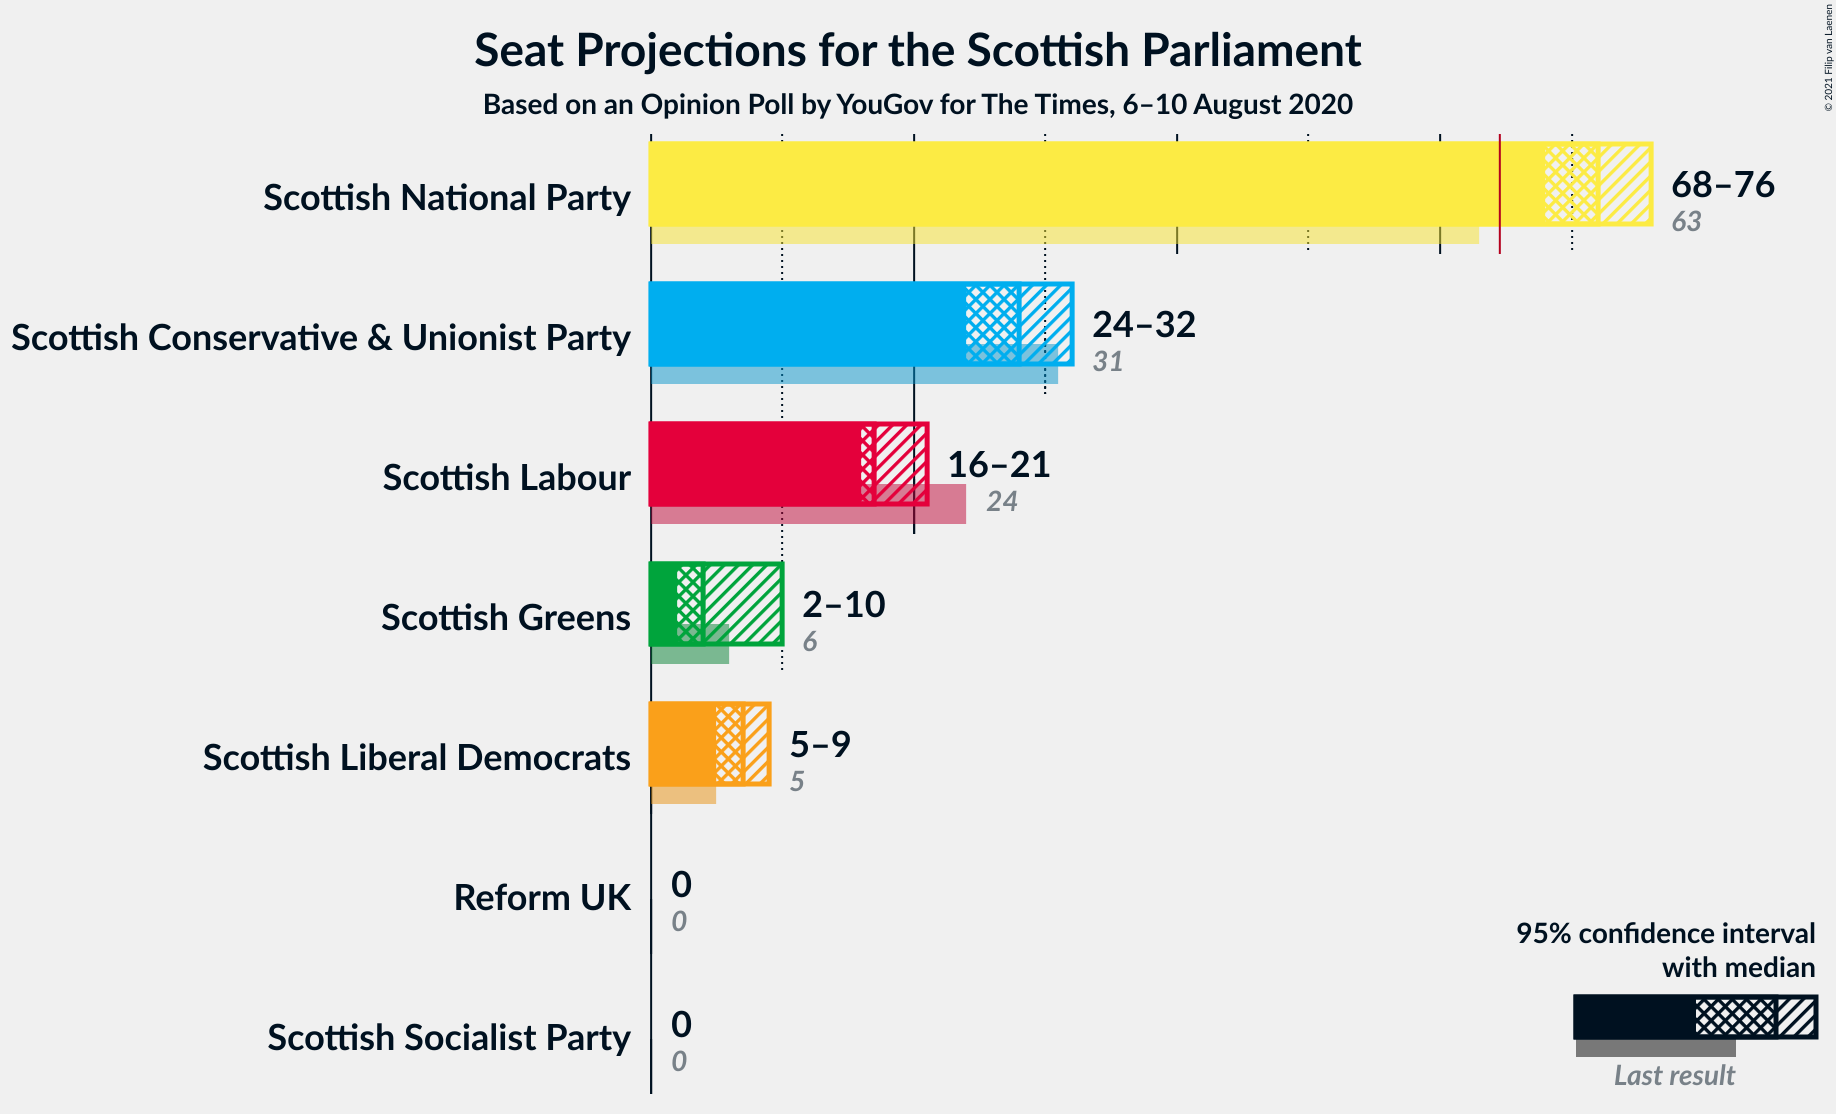 Seat Projections for the Scottish Parliament
Based on an Opinion Poll by YouGov for The Times, 6–10 August 2020
© 2021 Filip van Laenen
Scottish National Party
68–76
63
Scottish Conservative & Unionist Party
24–32
31
Scottish Labour
16–21
24
Scottish Greens
2–10
6
Scottish Liberal Democrats
5–9
5
Reform UK
0
0
Scottish Socialist Party
0
0
95% confidence interval
with median
Last result